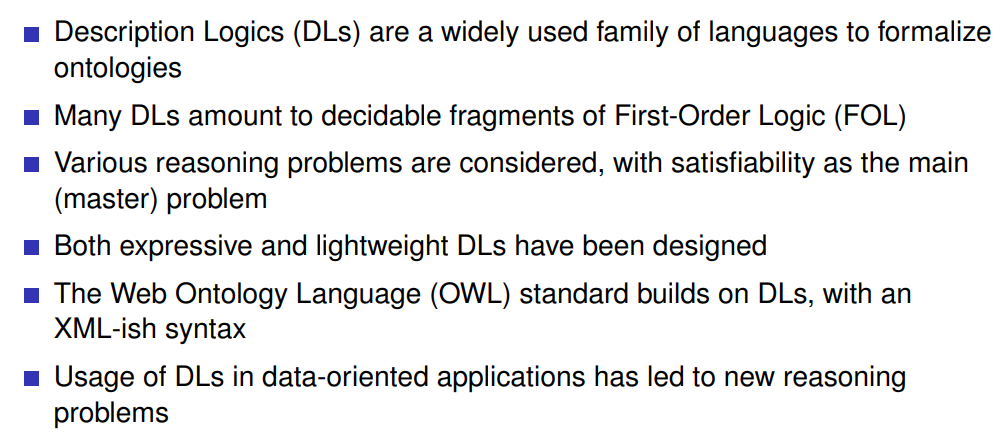 Description Logics (DLs) are a widely used family of languages to formalize
ontologies
Many DLs amount to decidable fragments of First-Order Logic (FOL)
Various reasoning problems are considered, with satisfiability as the main
(master) problem
Both expressive and lightweight DLs have been designed
The Web Ontology Language (OWL) standard builds on DLs, with an
XML-ish syntax
Usage of DLs in data-oriented applications has led to new reasoning
problems